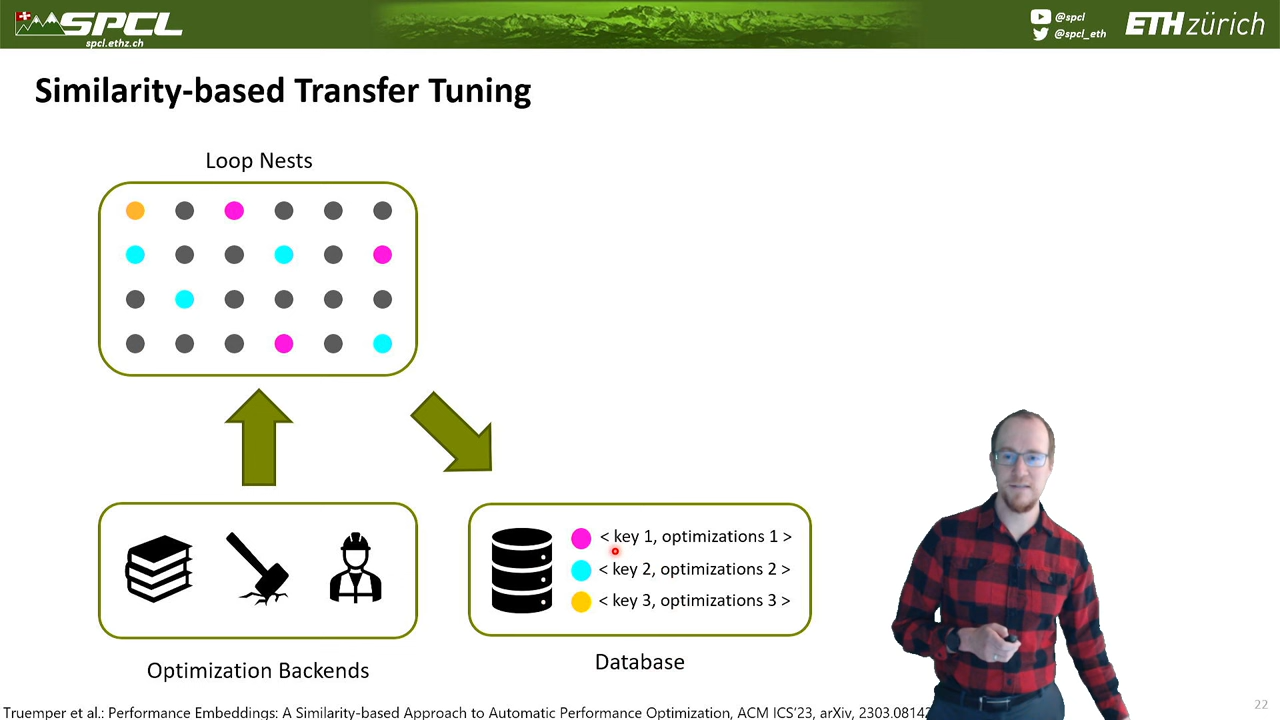 SPCL
spcl.ethz.ch
@spcl
@spcl_eth
ETH zürich
Similarity-based Transfer Tuning
Loop Nests
< key 1, optimizations 1 >
< key 2, optimizations 2 >
< key 3, optimizations 3 >
Optimization Backends
Database
Truemper et al.: Performance Embeddings: A Similarity-based Approach to Automatic Performance Optimization, ACM ICS'23, arXiv, 2303.08142
22